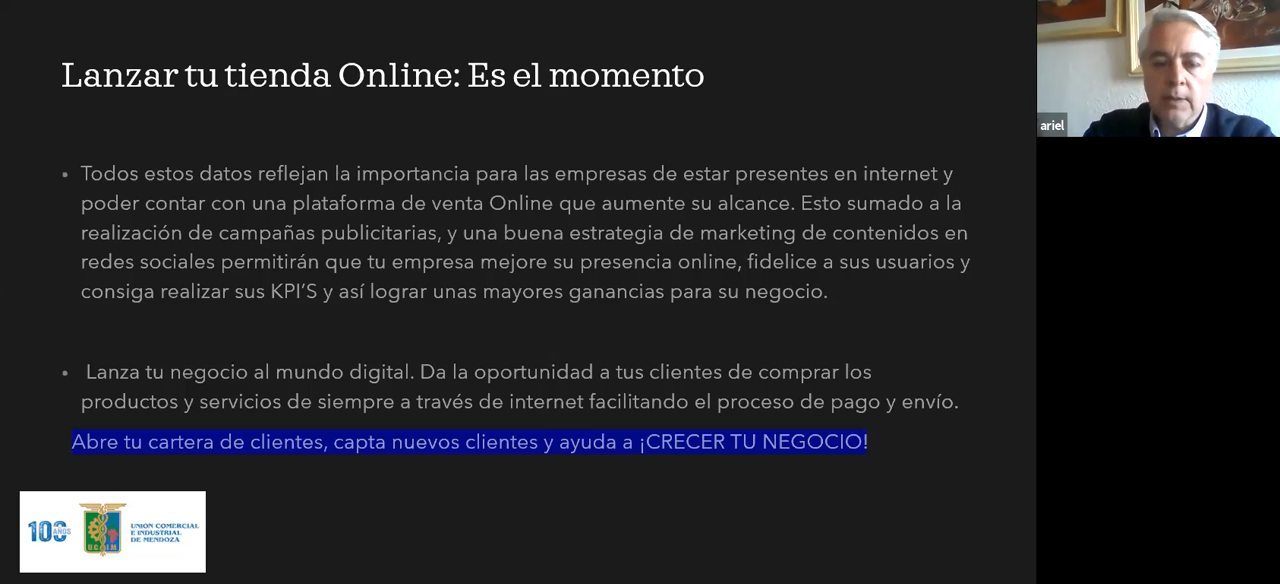 Lanzar tu tienda Online: Es el momento
• Todos estos datos reflejan la importancia para las empresas de estar presentes en internet y
poder contar con una plataforma de venta Online que aumente su alcance. Esto sumado a la
realización de campañas publicitarias, y una buena estrategia de marketing de contenidos en
redes sociales permitirán que tu empresa mejore su presencia online, fidelice a sus usuarios y
consiga realizar sus KPI’S y así lograr unas mayores ganancias para su negocio.
• Lanza tu negocio al mundo digital. Da la oportunidad a tus clientes de comprar los
productos y servicios de siempre a través de internet facilitando el proceso de pago y envío.
Abre tu cartera de clientes, capta nuevos clientes y ayuda a ¡CRECER TU NEGOCIO!
ariel
100 AÑOS
U.C.I.M
UNION COMERCIAL
E INDUSTRIAL
DE MENDOZA